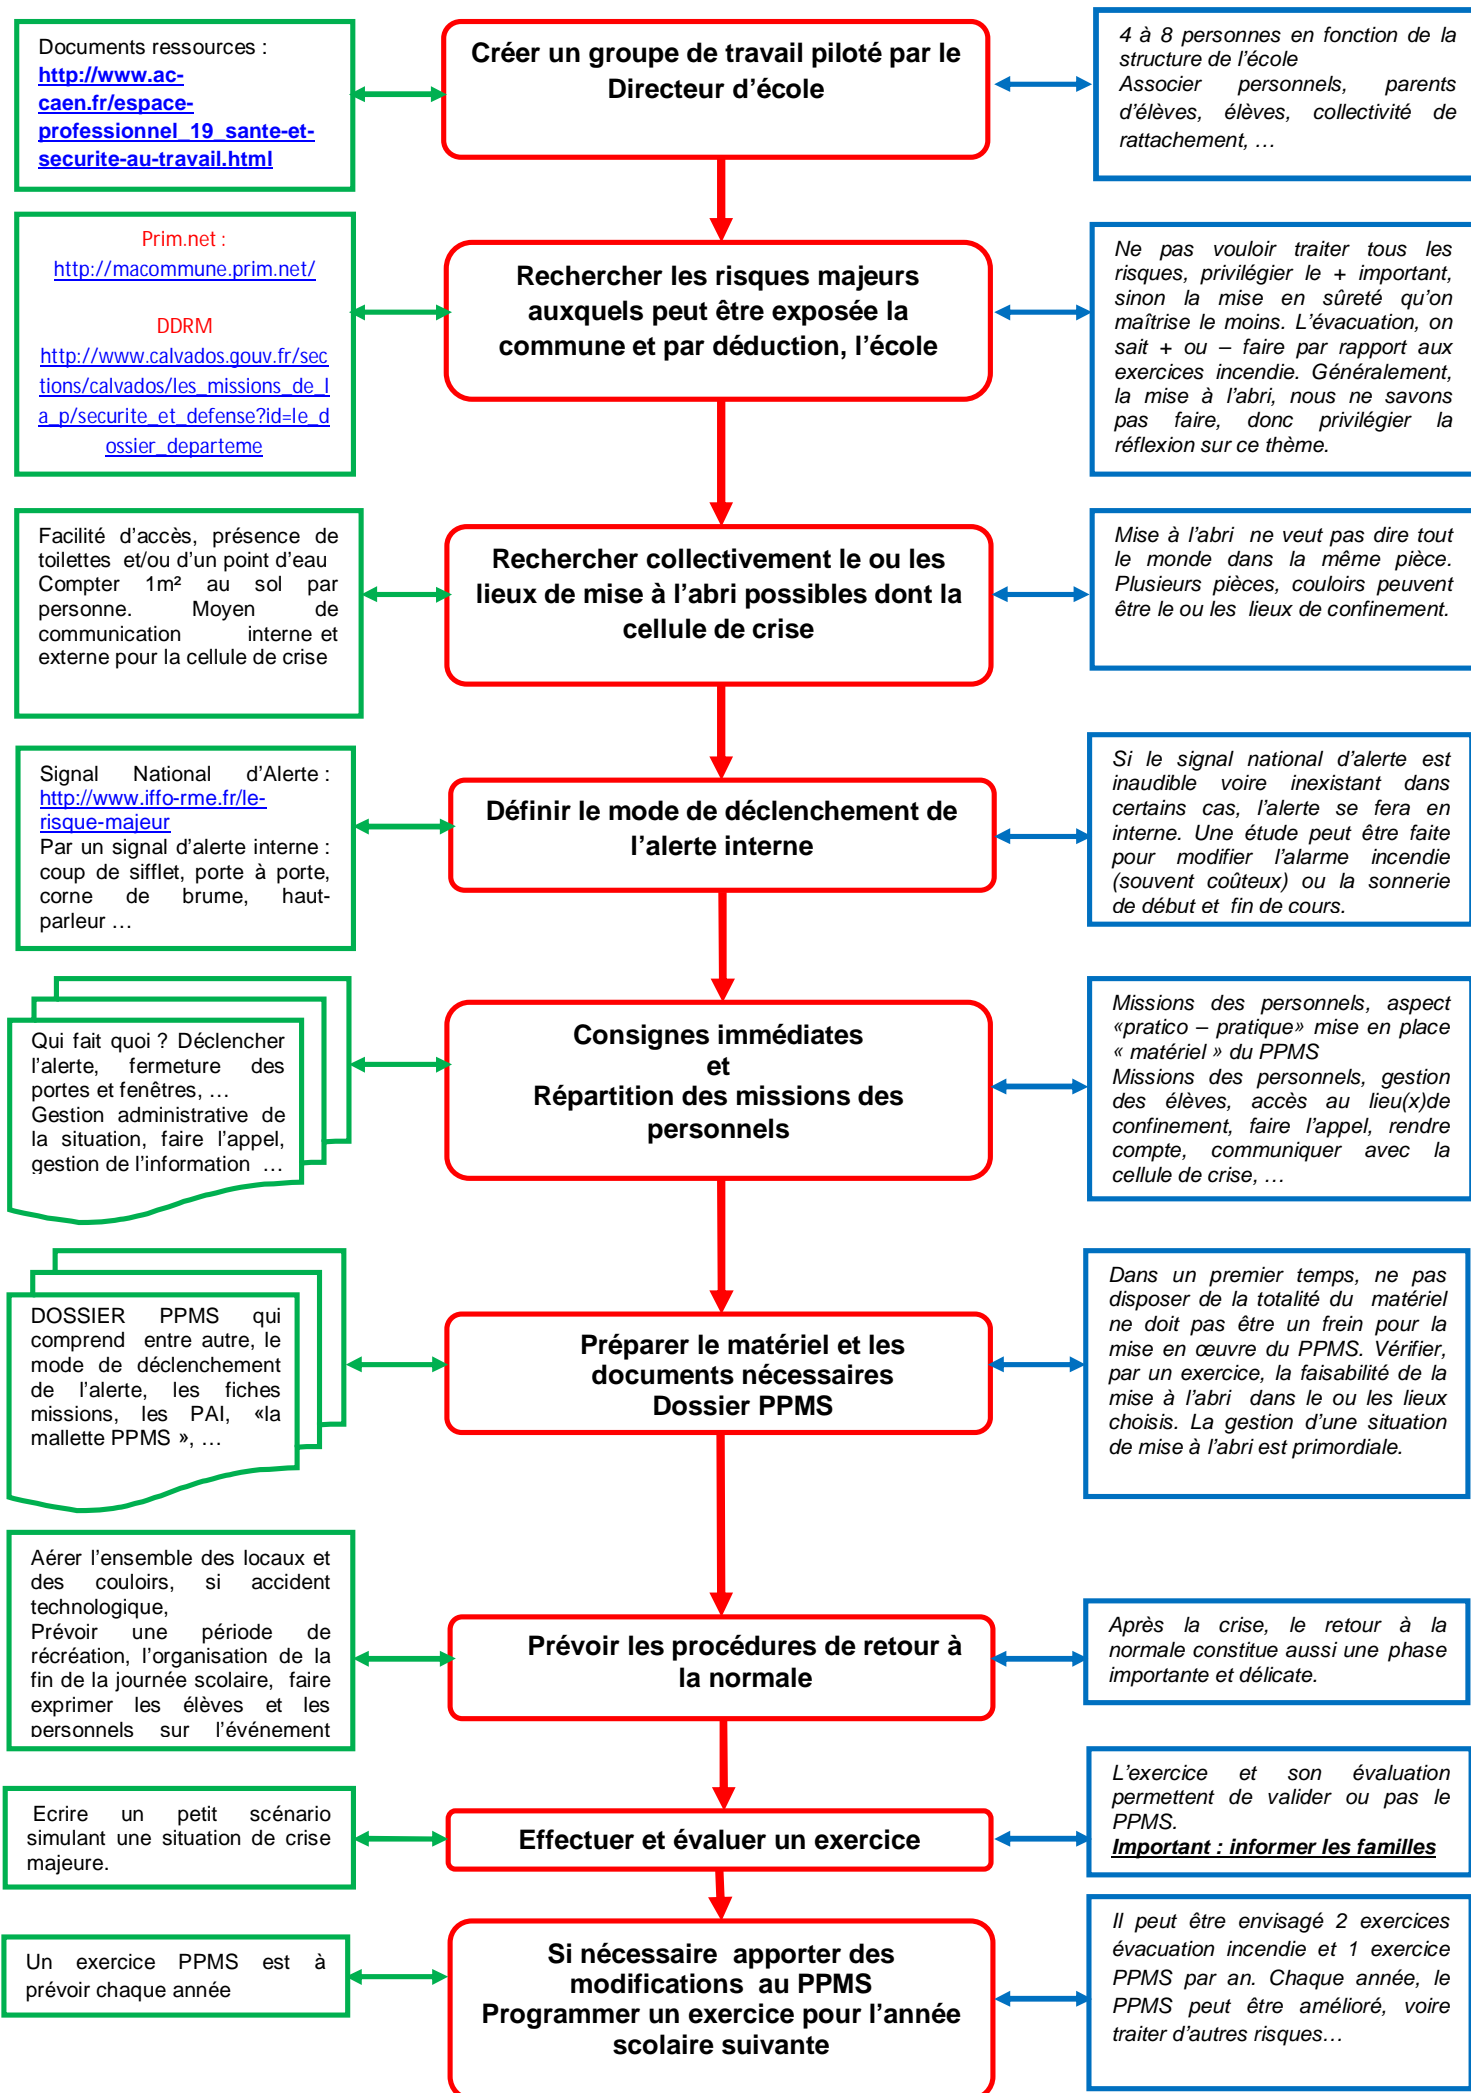 Documents ressources :
http://www.ac-
caen.fr/espace-
professionnel_19_sante-et-
securite-au-travail.html
Créer un groupe de travail piloté par le
Directeur d’école
4 à 8 personnes en fonction de la
structure de l’école
Associer personnels, parents
d’élèves, élèves, collectivité de
rattachement, …
Prim.net :
http://macommune.prim.net/
DDRM
http://www.calvados.gouv.fr/sec
tions/calvados/les_missions_de_l
a_p/securite_et_defense?id=le_d
ossier_departeme
Rechercher les risques majeurs
auxquels peut être exposée la
commune et par déduction, l’école
Ne pas vouloir traiter tous les
risques, privilégier le + important,
sinon la mise en sûreté qu’on
maîtrise le moins. L’évacuation, on
sait + ou – faire par rapport aux
exercices incendie. Généralement,
la mise à l’abri, nous ne savons
pas faire, donc privilégier la
réflexion sur ce thème.
Facilité d’accès, présence de
toilettes et/ou d’un point d’eau
Compter 1m² au sol par
personne. Moyen de
communication interne et
externe pour la cellule de crise
Rechercher collectivement le ou les
lieux de mise à l’abri possibles dont la
cellule de crise
Mise à l’abri ne veut pas dire tout
le monde dans la même pièce.
Plusieurs pièces, couloirs peuvent
être le ou les lieux de confinement.
Signal National d’Alerte :
http://www.iffo-rme.fr/le-
risque-majeur
Par un signal d’alerte interne :
coup de sifflet, porte à porte,
corne de brume, haut-
parleur …
Définir le mode de déclenchement de
l’alerte interne
Si le signal national d’alerte est
inaudible voire inexistant dans
certains cas, l’alerte se fera en
interne. Une étude peut être faite
pour modifier l’alarme incendie
(souvent coûteux) ou la sonnerie
de début et fin de cours.
Qui fait quoi ? Déclencher
l’alerte, fermeture des
portes et fenêtres, …
Gestion administrative de
la situation, faire l’appel,
gestion de l’information …
Consignes immédiates
et
Répartition des missions des
personnels
Missions des personnels, aspect
«pratico – pratique» mise en place
« matériel » du PPMS
Missions des personnels, gestion
des élèves, accès au lieu(x)de
confinement, faire l’appel, rendre
compte, communiquer avec la
cellule de crise, …
DOSSIER PPMS qui
comprend entre autre, le
mode de déclenchement
de l’alerte, les fiches
missions, les PAI, «la
mallette PPMS », …
Préparer le matériel et les
documents nécessaires
Dossier PPMS
Dans un premier temps, ne pas
disposer de la totalité du matériel
ne doit pas être un frein pour la
mise en œuvre du PPMS. Vérifier,
par un exercice, la faisabilité de la
mise à l’abri dans le ou les lieux
choisis. La gestion d’une situation
de mise à l’abri est primordiale.
Aérer l’ensemble des locaux et
des couloirs, si accident
technologique,
Prévoir une période de
récréation, l’organisation de la
fin de la journée scolaire, faire
exprimer les élèves et les
personnels sur l’événement
Prévoir les procédures de retour à
la normale
Après la crise, le retour à la
normale constitue aussi une phase
importante et délicate.
Ecrire un petit scénario
simulant une situation de crise
majeure.
Effectuer et évaluer un exercice
L’exercice et son évaluation
permettent de valider ou pas le
PPMS.
Important : informer les familles
Un exercice PPMS est à
prévoir chaque année
Si nécessaire apporter des
modifications au PPMS
Programmer un exercice pour l’année
scolaire suivante
Il peut être envisagé 2 exercices
évacuation incendie et 1 exercice
PPMS par an. Chaque année, le
PPMS peut être amélioré, voire
traiter d’autres risques…